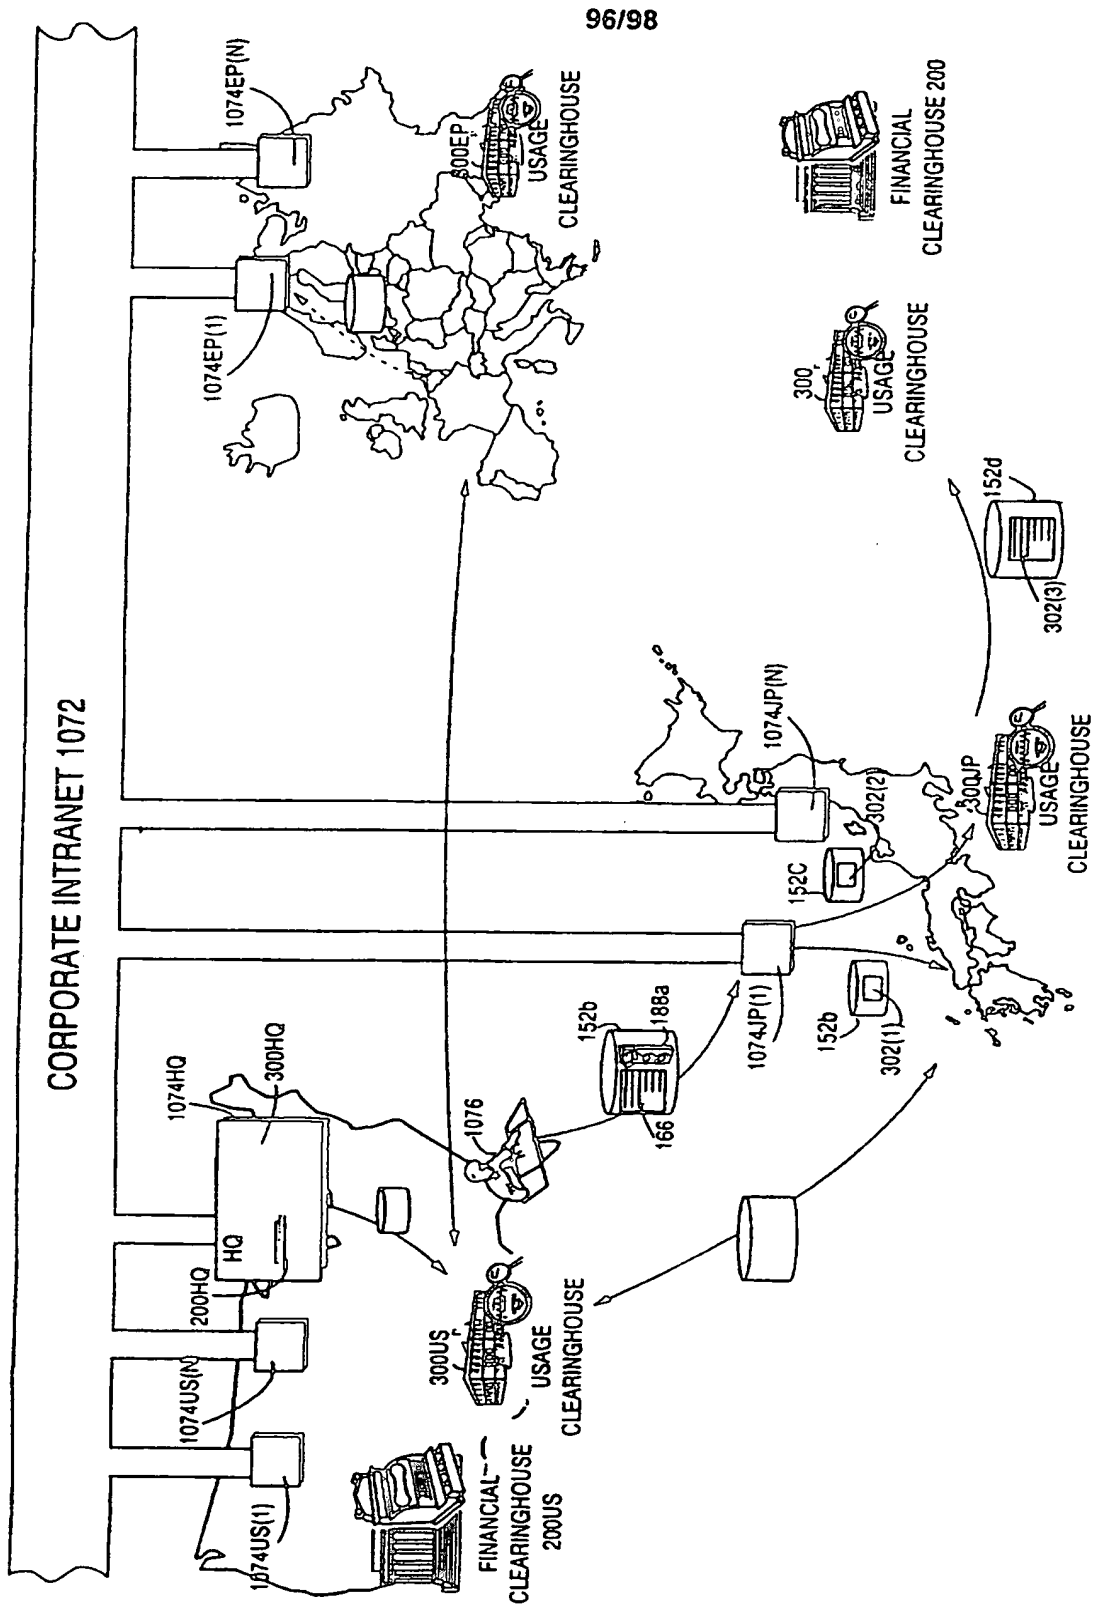 96/98
CORPORATE INTRANET 1072
1074EP(N)
1074EP(1)
300EP
USAGE
CLEARINGHOUSE
FINANCIAL
CLEARINGHOUSE 200
300
USAGE
CLEARINGHOUSE
152d
302(3)
1074JP(N)
302(2)
152C
300JP
USAGE
CLEARINGHOUSE
1074JP(1)
152b
302(1)
152b
188a
166
1076
1074HQ
300HQ
HQ
200HQ
1074US(N)
1074US(1)
300US
USAGE
CLEARINGHOUSE
FINANCIAL
CLEARINGHOUSE
200US